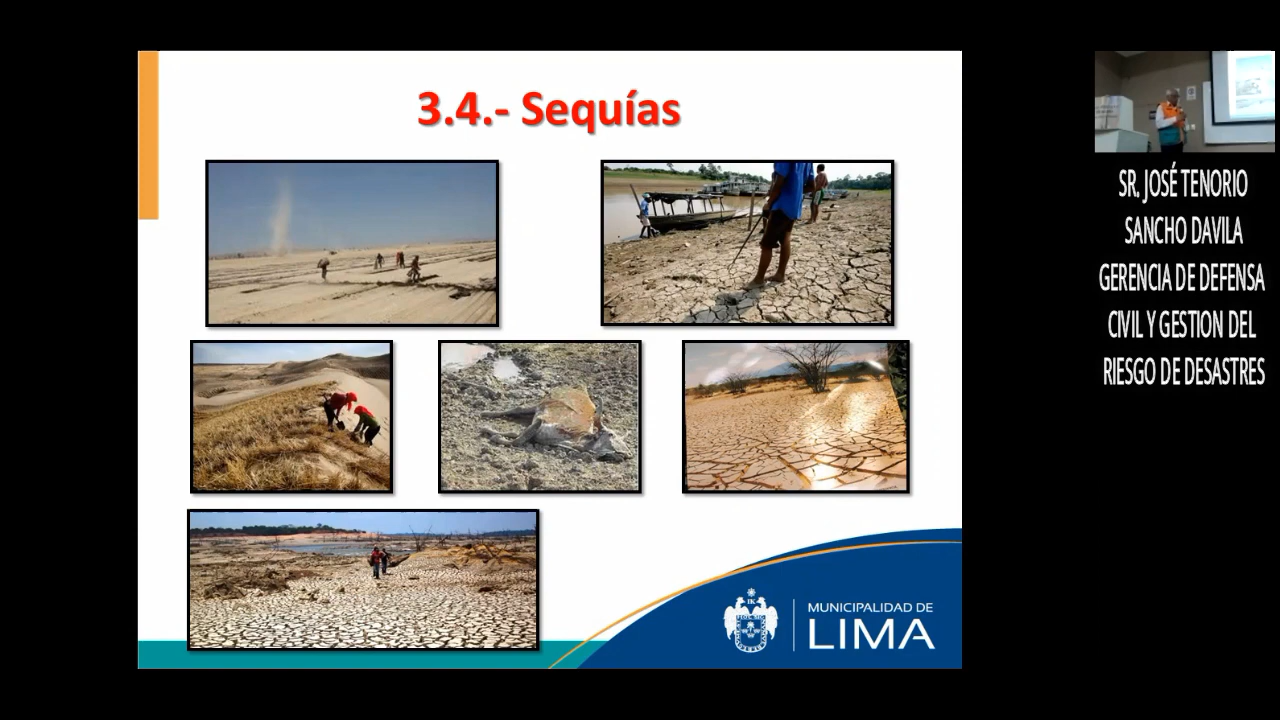 3.4.- Sequías
IK
MUNICIPALIDAD DE
LIMA
SR. JOSÉ TENORIO
SANCHO DAVILA
GERENCIA DE DEFENSA
CIVIL Y GESTION DEL
RIESGO DE DESASTRES